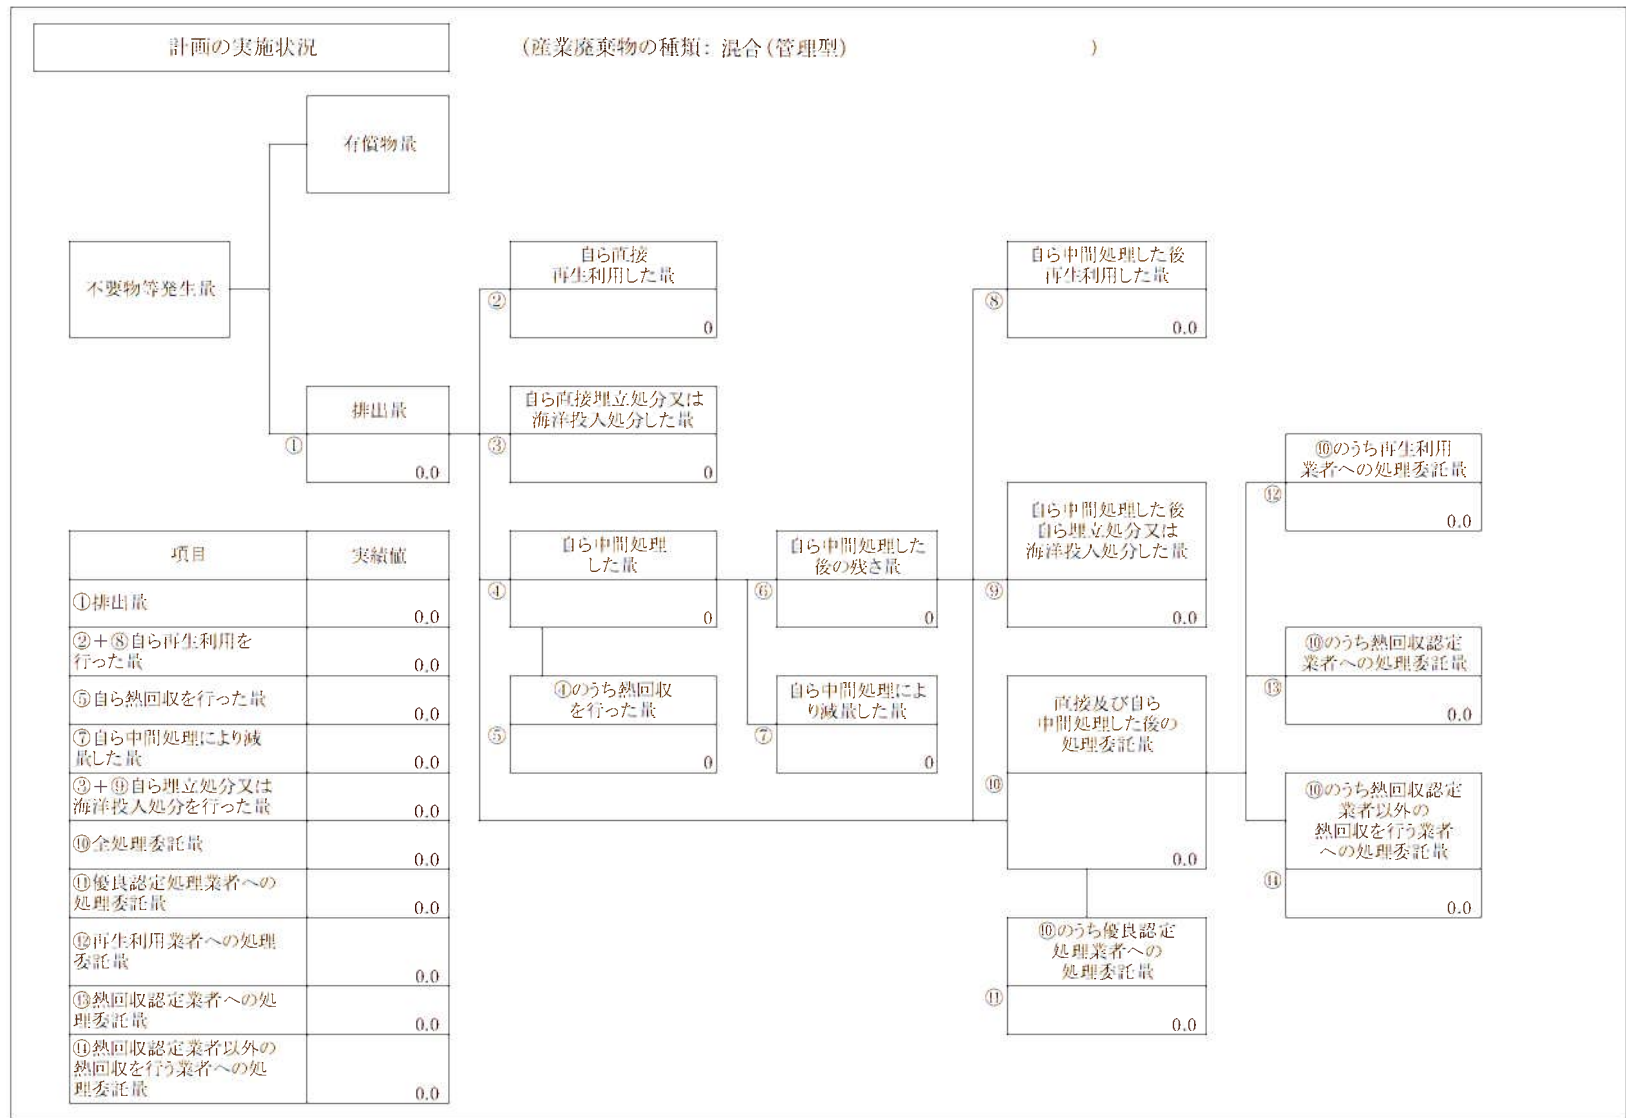 計画の実施状況
(産業廃棄物の種類: 混合(管理型) )
有償物量
不要物等発生量
自ら直接
再生利用した量
②
0
自ら中間処理した後
再生利用した量
⑧
0.0
排出量
①
0.0
自ら直接埋立処分又は
海洋投入処分した量
③
0
⑩のうち再生利用
業者への処理委託量
⑫
0.0
自ら中間処理
した量
④
0
自ら中間処理した
後の残さ量
⑥
0
自ら中間処理した後
自ら埋立処分又は
海洋投入処分した量
⑨
0.0
⑩のうち熱回収認定
業者への処理委託量
⑬
0.0
④のうち熱回収
を行った量
⑤
0
自ら中間処理によ
り減量した量
⑦
0
直接及び自ら
中間処理した後の
処理委託量
⑩
0.0
⑩のうち熱回収認定
業者以外の
熱回収を行う業者
への処理委託量
⑭
0.0
⑩のうち優良認定
処理業者への
処理委託量
⑪
0.0
項目 実績値
①排出量
0.0
②+⑧自ら再生利用を
行った量
0.0
⑤自ら熱回収を行った量
0.0
⑦自ら中間処理により減
量した量
0.0
③+⑨自ら埋立処分又は
海洋投入処分を行った量
0.0
⑩全処理委託量
0.0
⑪優良認定処理業者への
処理委託量
0.0
⑫再生利用業者への処理
委託量
0.0
⑬熱回収認定業者への処
理委託量
0.0
⑭熱回収認定業者以外の
熱回収を行う業者への処
理委託量
0.0